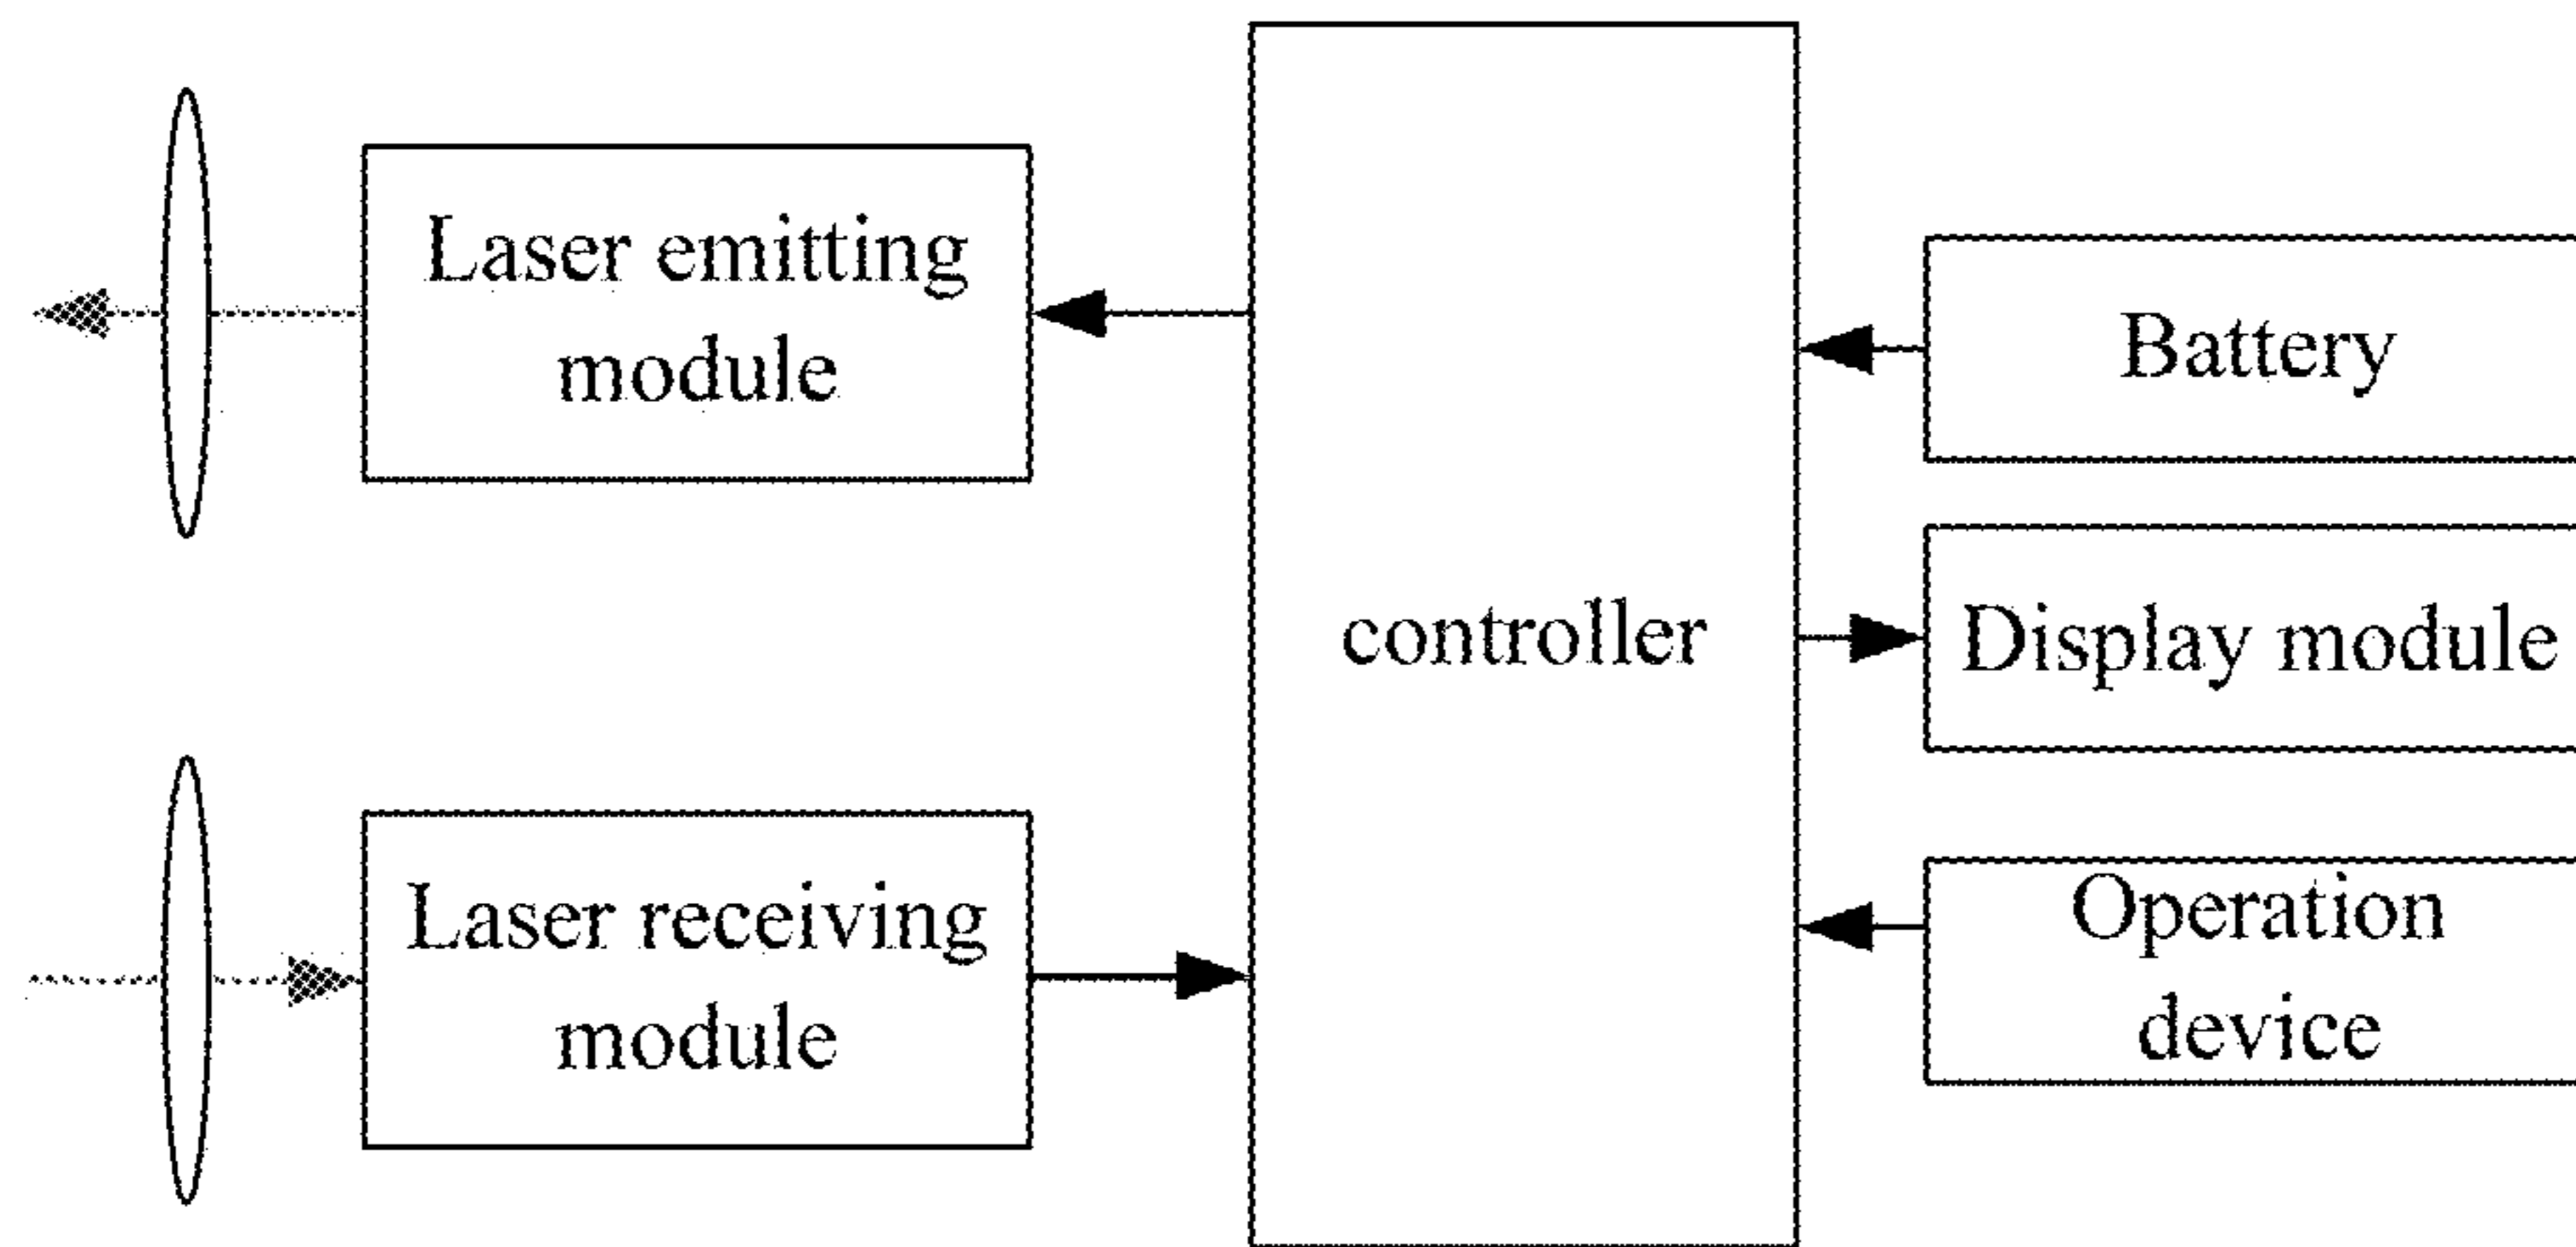 Laser emitting
module
Battery
controller
Display module
Laser receiving
module
Operation
device